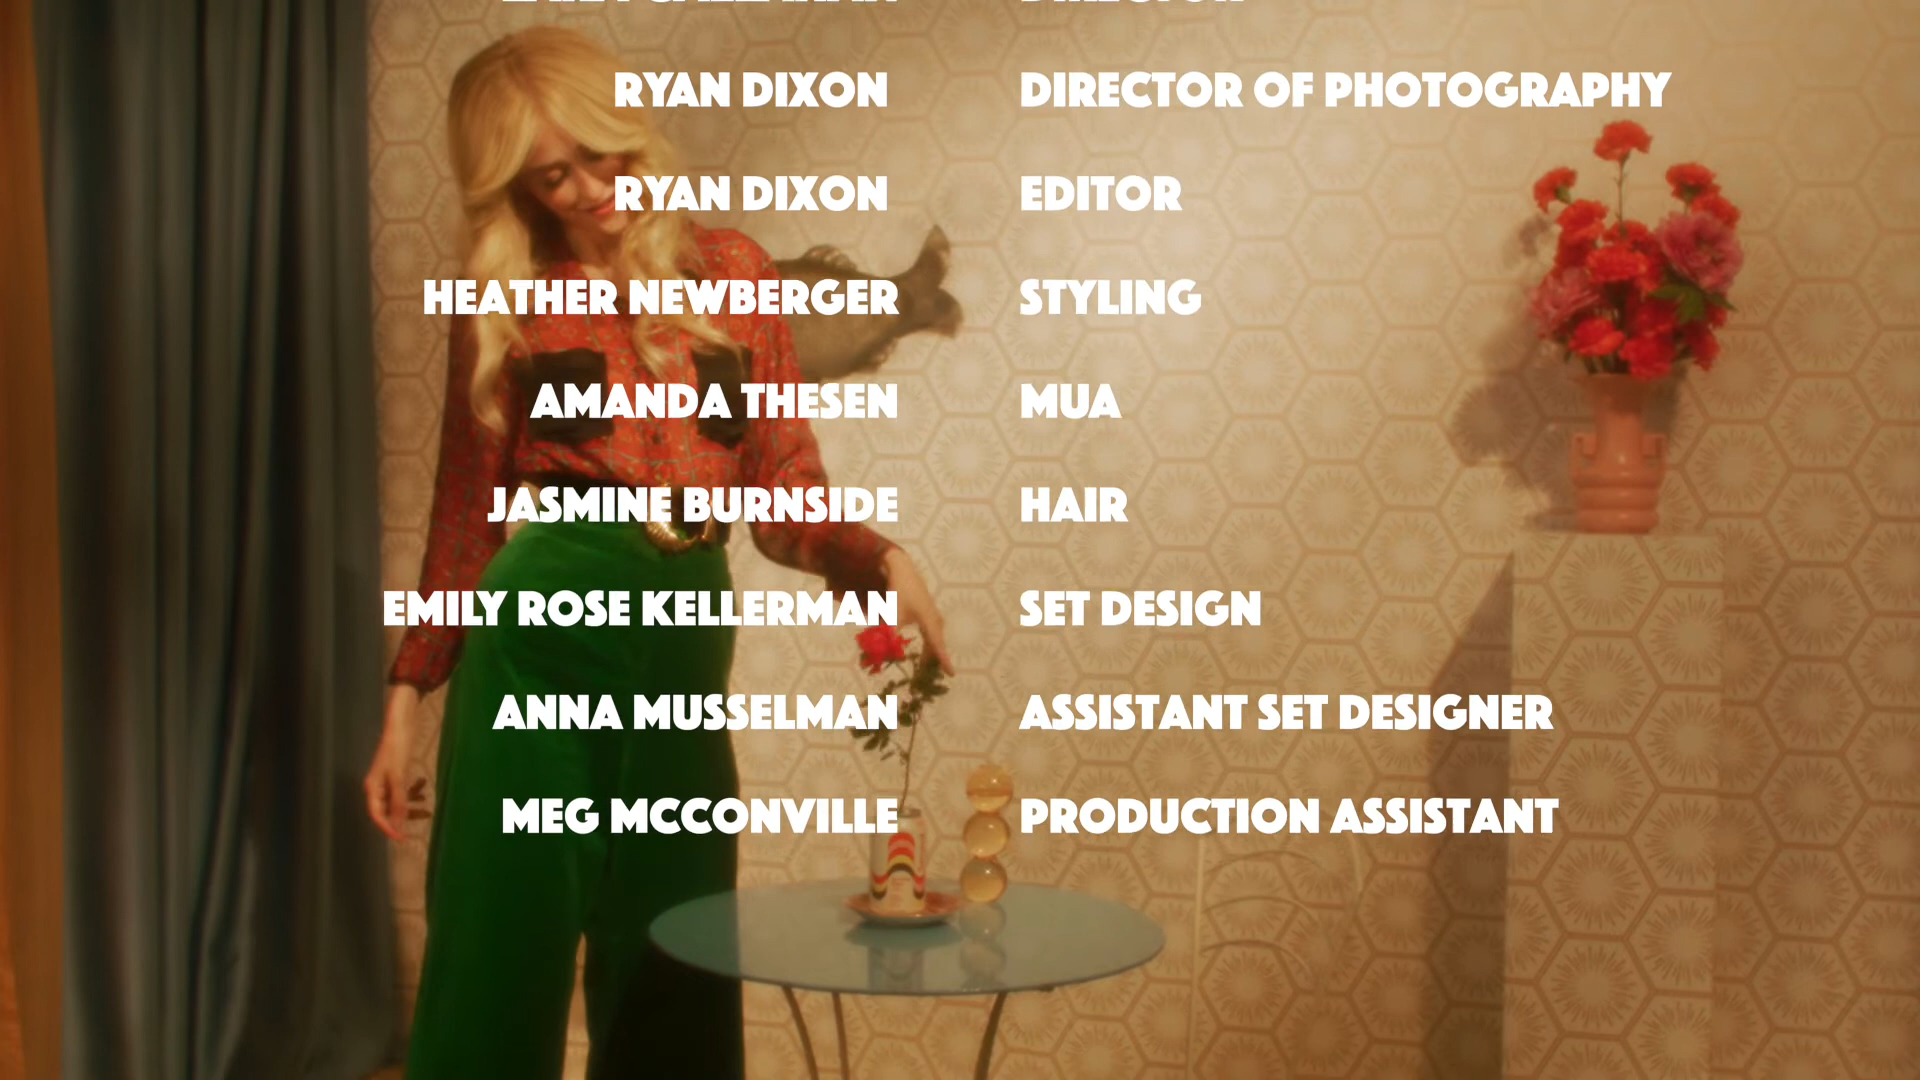 RYAN DIXON DIRECTOR OF PHOTOGRAPHY
RYAN DIXON EDITOR
HEATHER NEWBERGER STYLING
AMANDA THESEN MUA
JASMINE BURNSIDE HAIR
EMILY ROSE KELLERMAN SET DESIGN
ANNA MUSSELMAN ASSISTANT SET DESIGNER
MEG MCCONVILLE PRODUCTION ASSISTANT